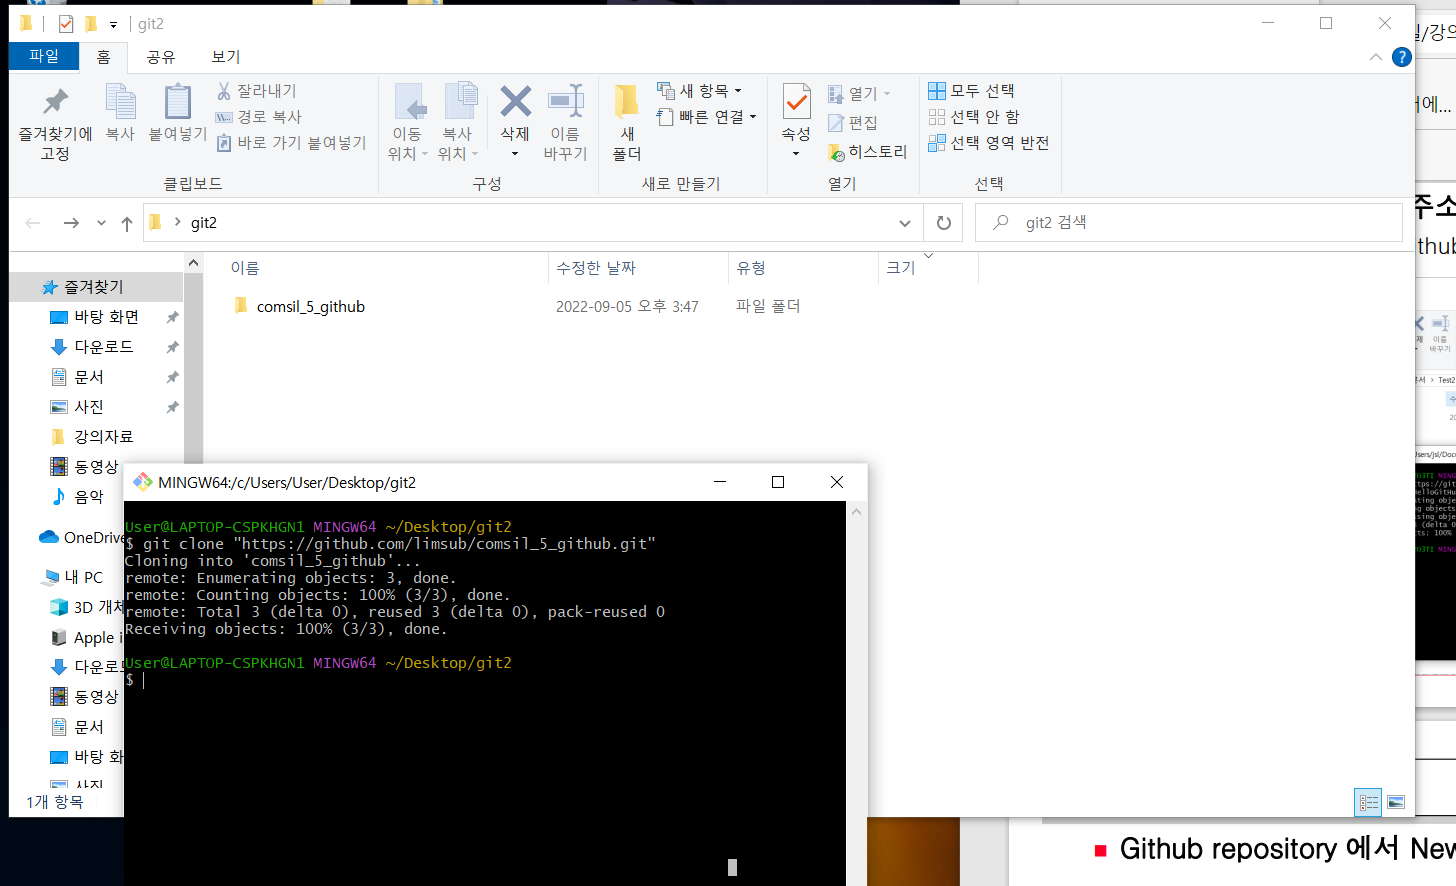 git2
파일 홈 공유 보기
즐겨찾기에 고정
복사
붙여넣기
잘라내기
경로 복사
바로 가기 붙여넣기
클립보드
이동 위치
복사 위치
삭제
이름 바꾸기
구성
새 폴더
새 항목
빠른 연결
새로 만들기
속성
열기
편집
히스토리
열기
모두 선택
선택 안 함
선택 영역 반전
선택
git2
git2 검색
이름 수정한 날짜 유형 크기
comsil_5_github 2022-09-05 오후 3:47 파일 폴더
즐겨찾기
바탕 화면
다운로드
문서
사진
강의자료
동영상
음악
OneDrive
내 PC
3D 개체
Apple i
다운로드
동영상
문서
바탕 화
사진
1개 항목
MINGW64:/c/Users/User/Desktop/git2
User@LAPTOP-CSPKHGN1 MINGW64 ~/Desktop/git2
$ git clone "https://github.com/limsub/comsil_5_github.git"
Cloning into 'comsil_5_github'...
remote: Enumerating objects: 3, done.
remote: Counting objects: 100% (3/3), done.
remote: Total 3 (delta 0), reused 3 (delta 0), pack-reused 0
Receiving objects: 100% (3/3), done.
User@LAPTOP-CSPKHGN1 MINGW64 ~/Desktop/git2
$
주소
thub
이름
바꾸기
Test2
Github repository 에서 New